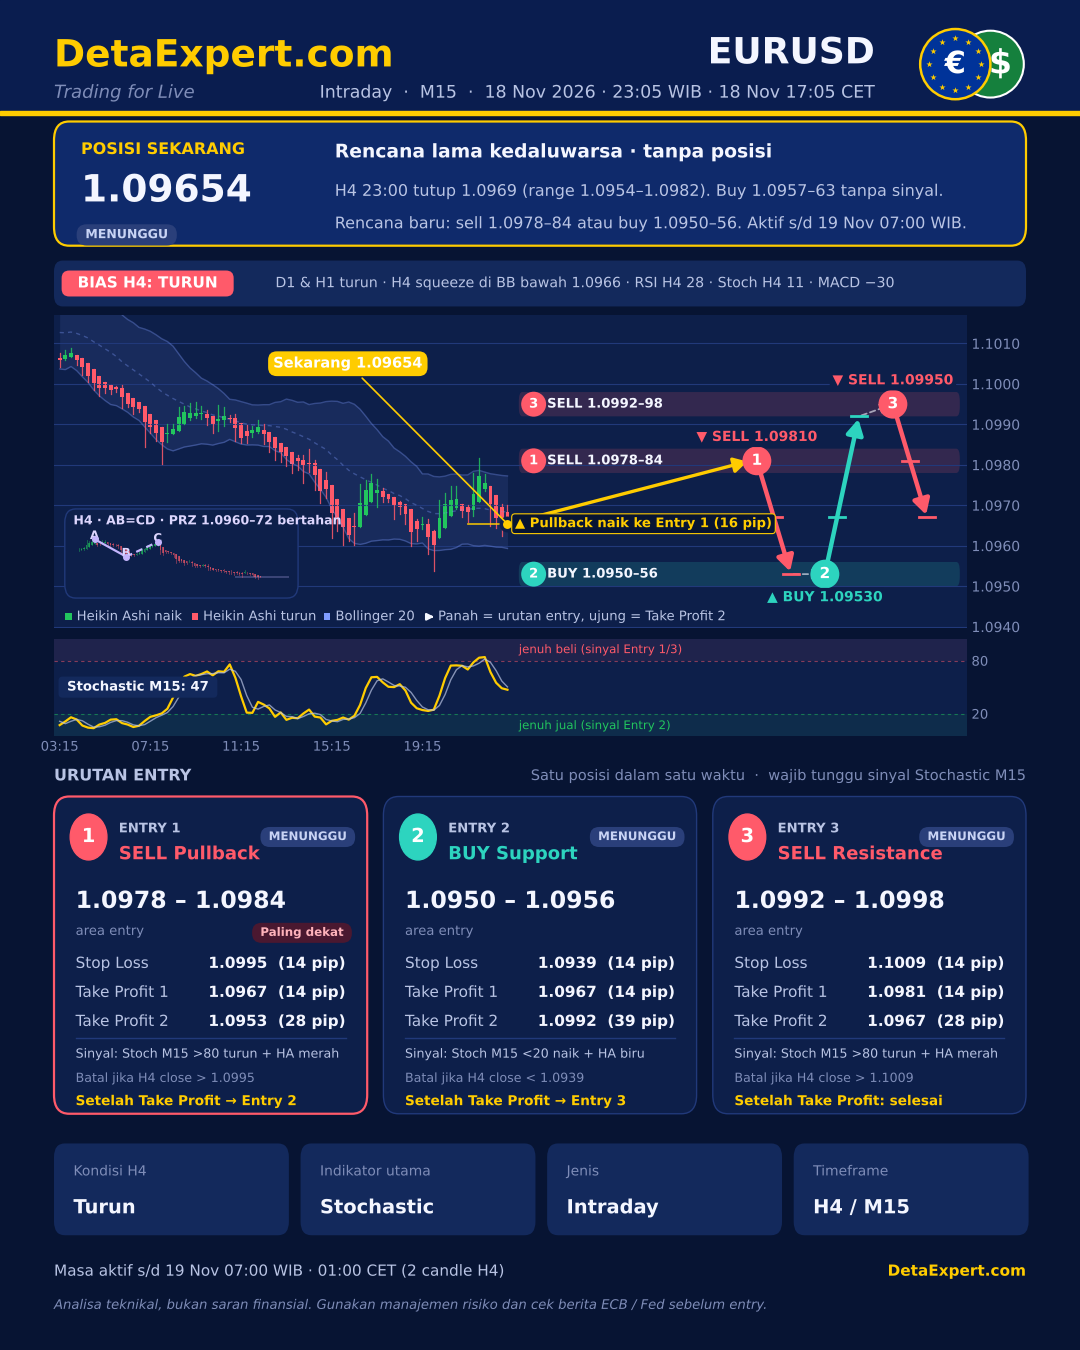 DetaExpert.com
EURUSD
€ $
Trading for Live
Intraday · M15 · 18 Nov 2026 · 23:05 WIB · 18 Nov 17:05 CET
POSISI SEKARANG
1.09654
MENUNGGU
Rencana lama kedaluwarsa · tanpa posisi
H4 23:00 tutup 1.0969 (range 1.0954–1.0982). Buy 1.0957–63 tanpa sinyal.
Rencana baru: sell 1.0978–84 atau buy 1.0950–56. Aktif s/d 19 Nov 07:00 WIB.
BIAS H4: TURUN
D1 & H1 turun · H4 squeeze di BB bawah 1.0966 · RSI H4 28 · Stoch H4 11 · MACD −30
Sekarang 1.09654
▼ SELL 1.09950
3 SELL 1.0992–98
3
▼ SELL 1.09810
1 SELL 1.0978–84
1
▲ Pullback naik ke Entry 1 (16 pip)
2 BUY 1.0950–56
2
▲ BUY 1.09530
H4 · AB=CD · PRZ 1.0960–72 bertahan
A
B
C
Heikin Ashi naik
Heikin Ashi turun
Bollinger 20
Panah = urutan entry, ujung = Take Profit 2
1.1010
1.1000
1.0990
1.0980
1.0970
1.0960
1.0950
1.0940
jenuh beli (sinyal Entry 1/3)
Stochastic M15: 47
jenuh jual (sinyal Entry 2)
80
20
03:15
07:15
11:15
15:15
19:15
URUTAN ENTRY
Satu posisi dalam satu waktu · wajib tunggu sinyal Stochastic M15
1
ENTRY 1
MENUNGGU
SELL Pullback
1.0978 – 1.0984
area entry
Paling dekat
Stop Loss 1.0995 (14 pip)
Take Profit 1 1.0967 (14 pip)
Take Profit 2 1.0953 (28 pip)
Sinyal: Stoch M15 >80 turun + HA merah
Batal jika H4 close > 1.0995
Setelah Take Profit → Entry 2
2
ENTRY 2
MENUNGGU
BUY Support
1.0950 – 1.0956
area entry
Stop Loss 1.0939 (14 pip)
Take Profit 1 1.0967 (14 pip)
Take Profit 2 1.0992 (39 pip)
Sinyal: Stoch M15 <20 naik + HA biru
Batal jika H4 close < 1.0939
Setelah Take Profit → Entry 3
3
ENTRY 3
MENUNGGU
SELL Resistance
1.0992 – 1.0998
area entry
Stop Loss 1.1009 (14 pip)
Take Profit 1 1.0981 (14 pip)
Take Profit 2 1.0967 (28 pip)
Sinyal: Stoch M15 >80 turun + HA merah
Batal jika H4 close > 1.1009
Setelah Take Profit: selesai
Kondisi H4
Turun
Indikator utama
Stochastic
Jenis
Intraday
Timeframe
H4 / M15
Masa aktif s/d 19 Nov 07:00 WIB · 01:00 CET (2 candle H4)
DetaExpert.com
Analisa teknikal, bukan saran finansial. Gunakan manajemen risiko dan cek berita ECB / Fed sebelum entry.